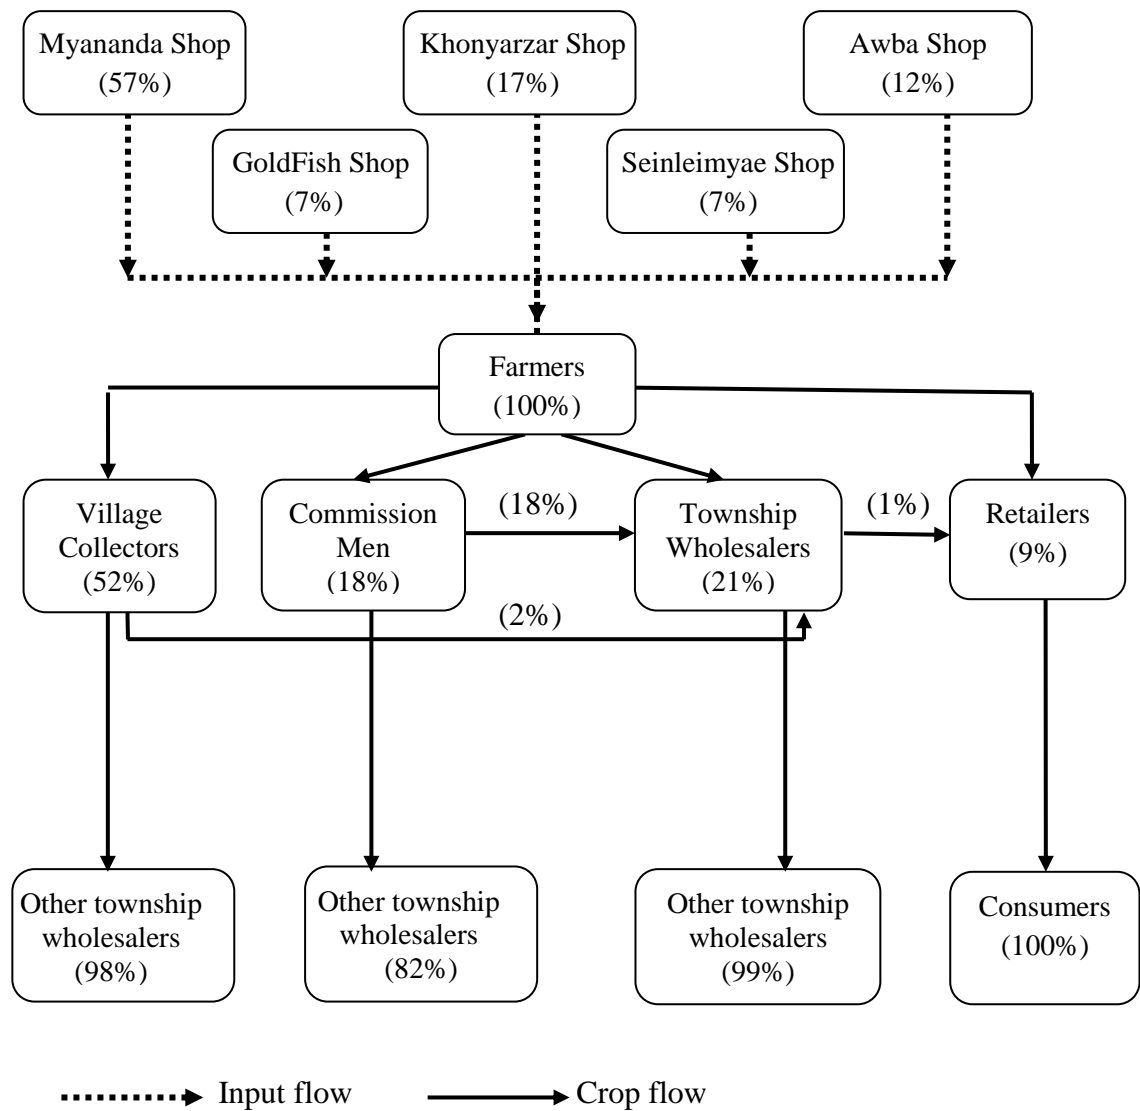 Myananda Shop
(57%)
Khonyarzar Shop
(17%)
Awba Shop
(12%)
GoldFish Shop
(7%)
Seinleimyae Shop
(7%)
Farmers
(100%)
Village
Collectors
(52%)
Commission
Men
(18%)
(18%)
Township
Wholesalers
(21%)
(1%)
Retailers
(9%)
(2%)
Other township
wholesalers
(98%)
Other township
wholesalers
(82%)
Other township
wholesalers
(99%)
Consumers
(100%)
Input flow
Crop flow